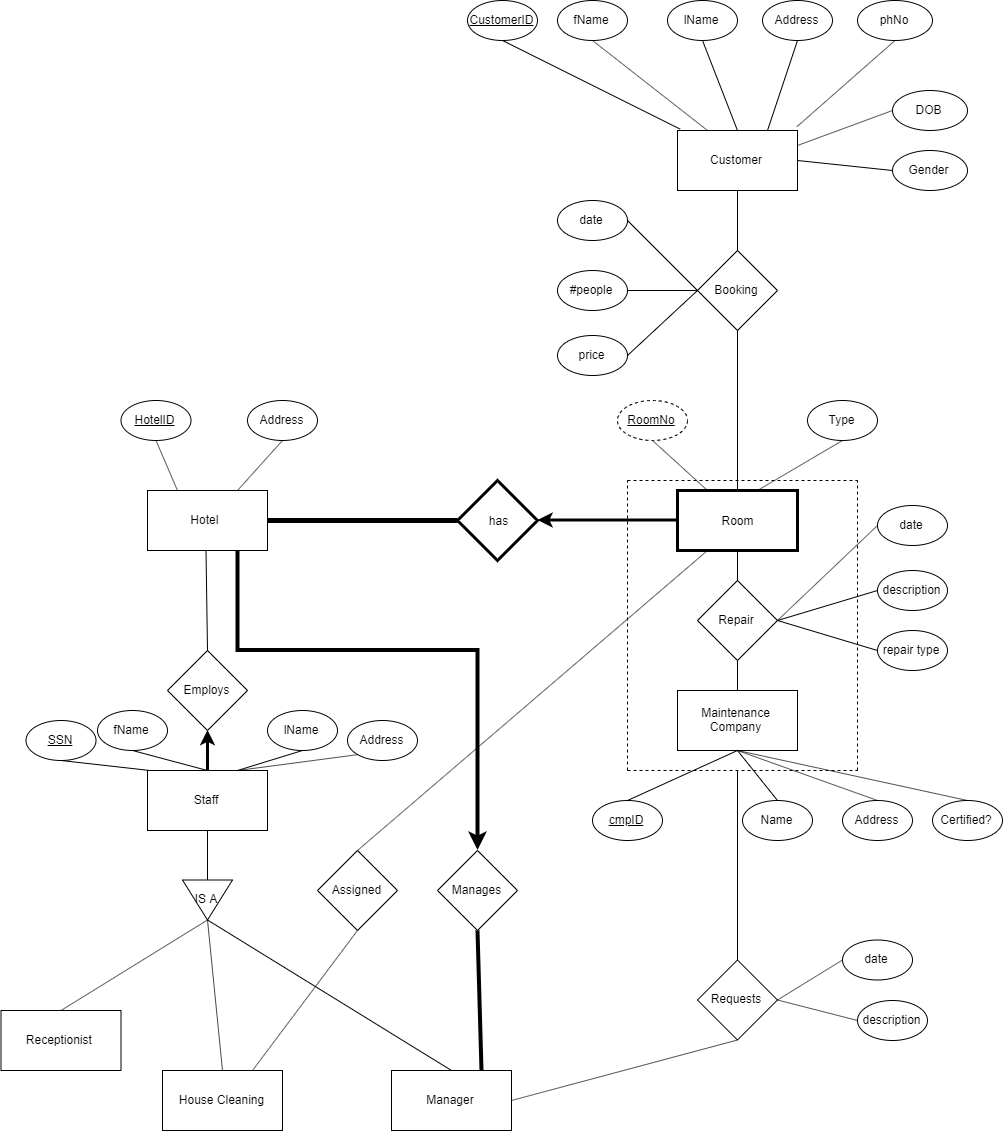 CustomerID
fName
lName
Address
phNo
DOB
Customer
Gender
date
Booking
#people
price
HotelID
Address
RoomNo
Type
Hotel
has
Room
date
description
Repair
repair type
Employs
Maintenance
Company
SSN
fName
lName
Address
Staff
cmpID
Name
Address
Certified?
IS A
Assigned
Manages
date
Requests
description
Receptionist
House Cleaning
Manager